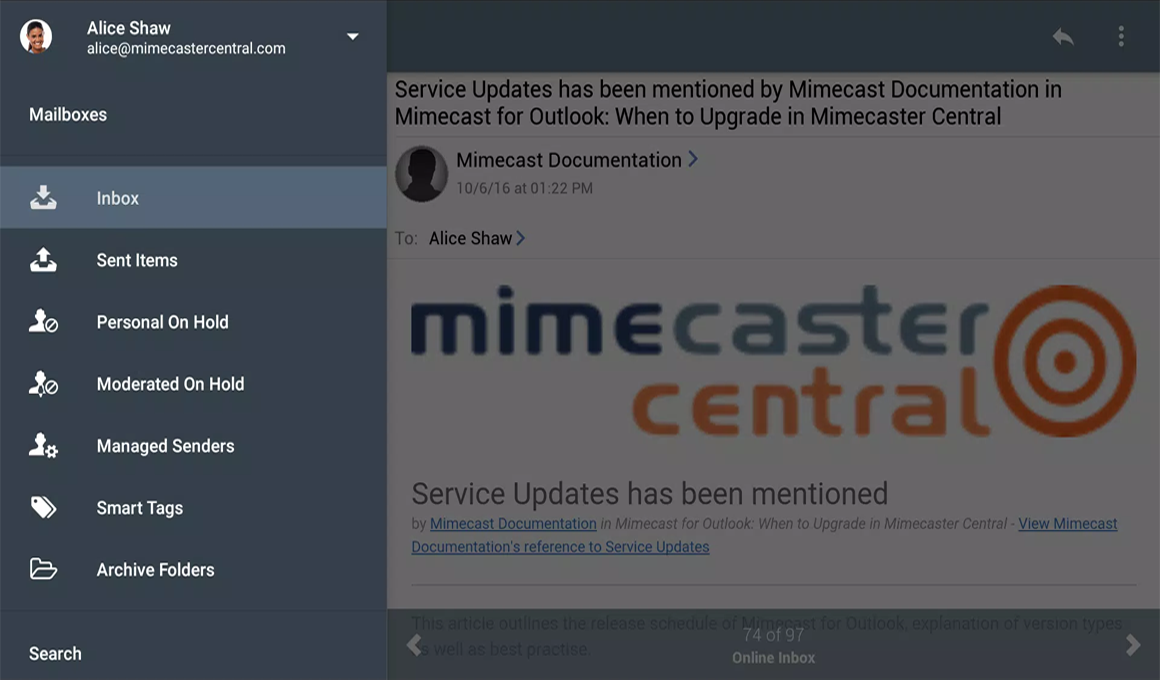 Alice Shaw
alice@mimecastercentral.com
Mailboxes
Inbox
Sent Items
Personal On Hold
Moderated On Hold
Managed Senders
Smart Tags
Archive Folders
Search
Service Updates has been mentioned by Mimecast Documentation in
Mimecast for Outlook: When to Upgrade in Mimecaster Central
Mimecast Documentation
10/6/16 at 01:22 PM
To: Alice Shaw
mimecaster
central
Service Updates has been mentioned
by Mimecast Documentation in Mimecast for Outlook: When to Upgrade in Mimecaster Central - View Mimecast
Documentation's reference to Service Updates
This article outlines the release schedule of Mimecast for Outlook, explanation of version types
as well as best practise.
74 of 97
Online Inbox